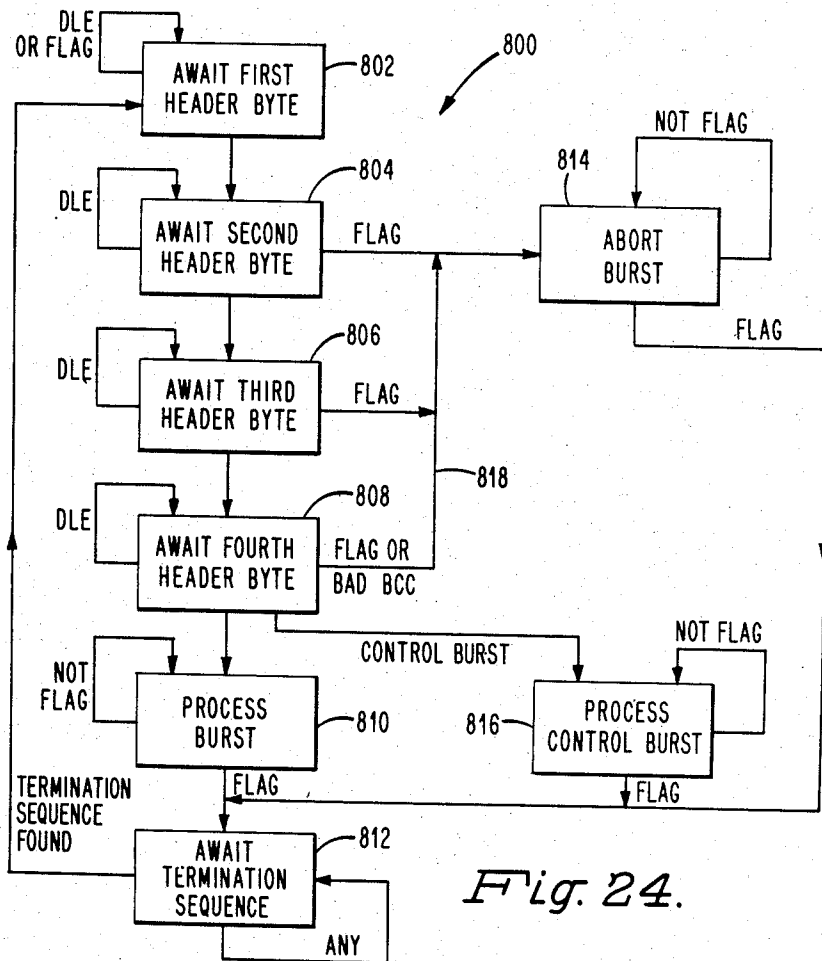 DLE
OR FLAG
AWAIT FIRST
HEADER BYTE
802
800
DLE
AWAIT SECOND
HEADER BYTE
804
FLAG
814
NOT FLAG
ABORT
BURST
FLAG
DLE
AWAIT THIRD
HEADER BYTE
806
FLAG
818
DLE
AWAIT FOURTH
HEADER BYTE
808
FLAG OR
BAD BCC
CONTROL BURST
NOT
FLAG
PROCESS
BURST
810
FLAG
816
NOT FLAG
PROCESS
CONTROL BURST
FLAG
TERMINATION
SEQUENCE
FOUND
AWAIT
TERMINATION
SEQUENCE
812
ANY
Fig. 24.